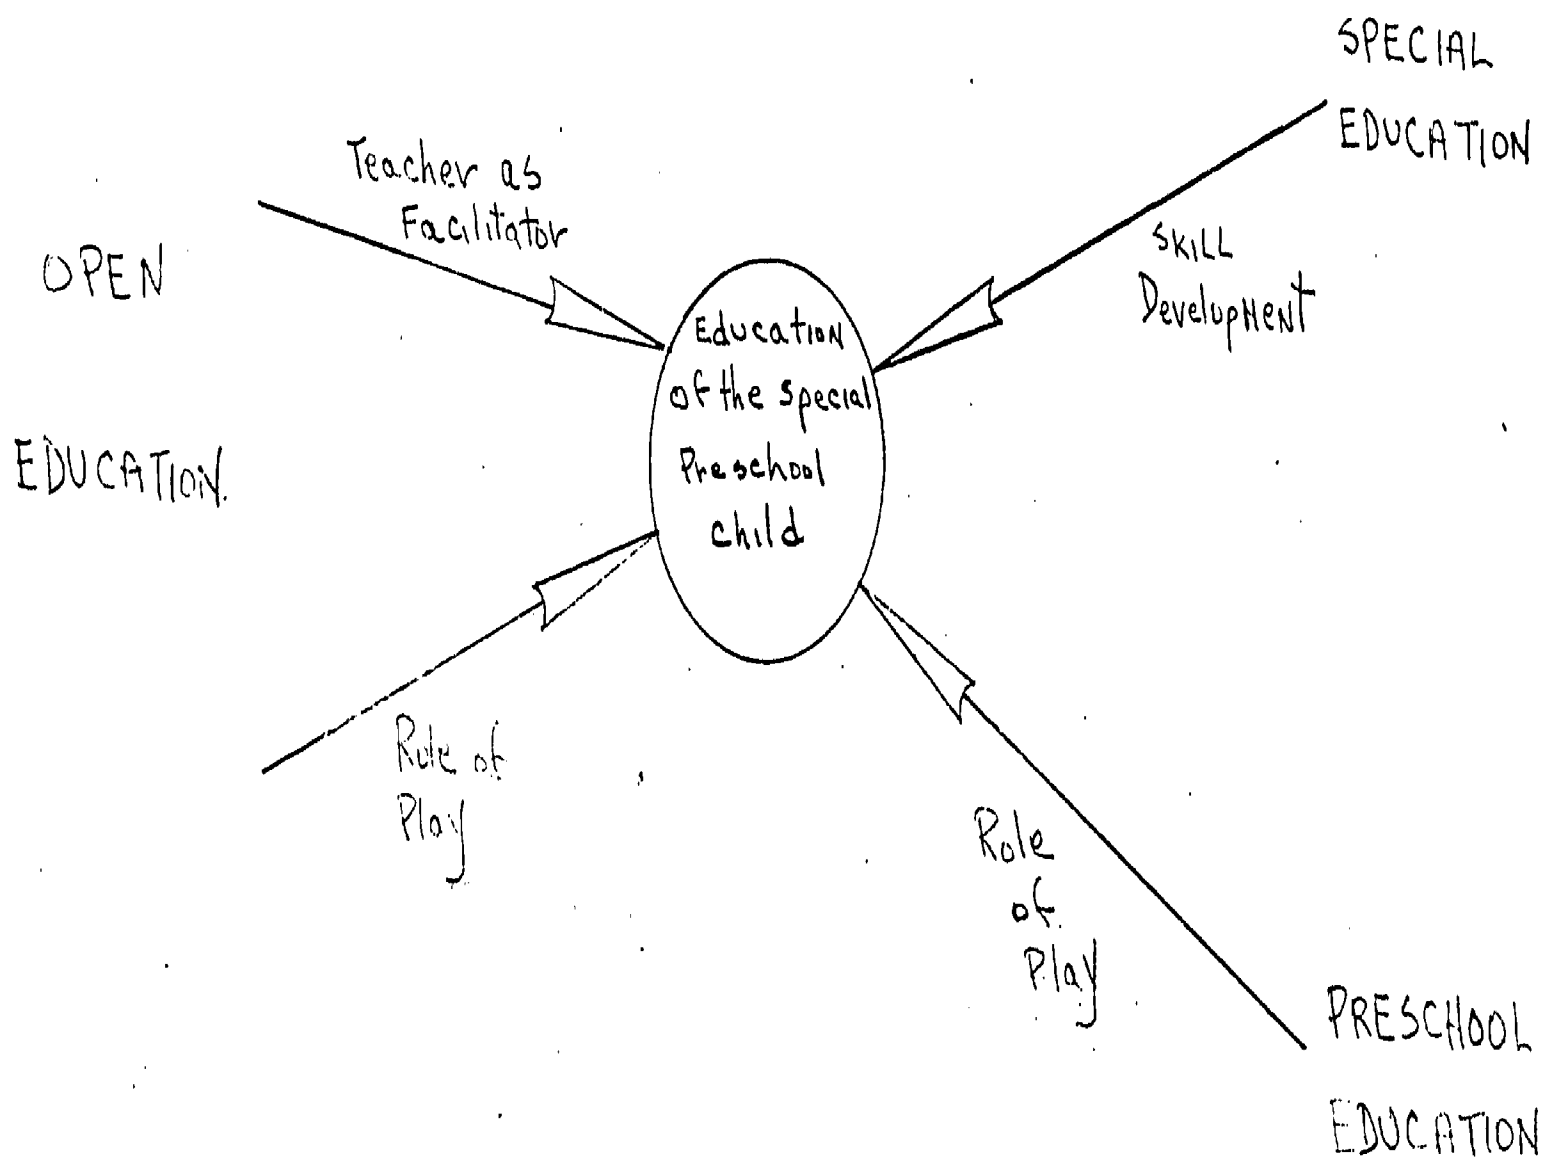 SPECIAL
EDUCATION
Teacher as
Facilitator
OPEN
EDUCATION.
SKILL
Development
Education
of the special
Preschool
child
Role of
Play
Role
of
Play
PRESCHOOL
EDUCATION